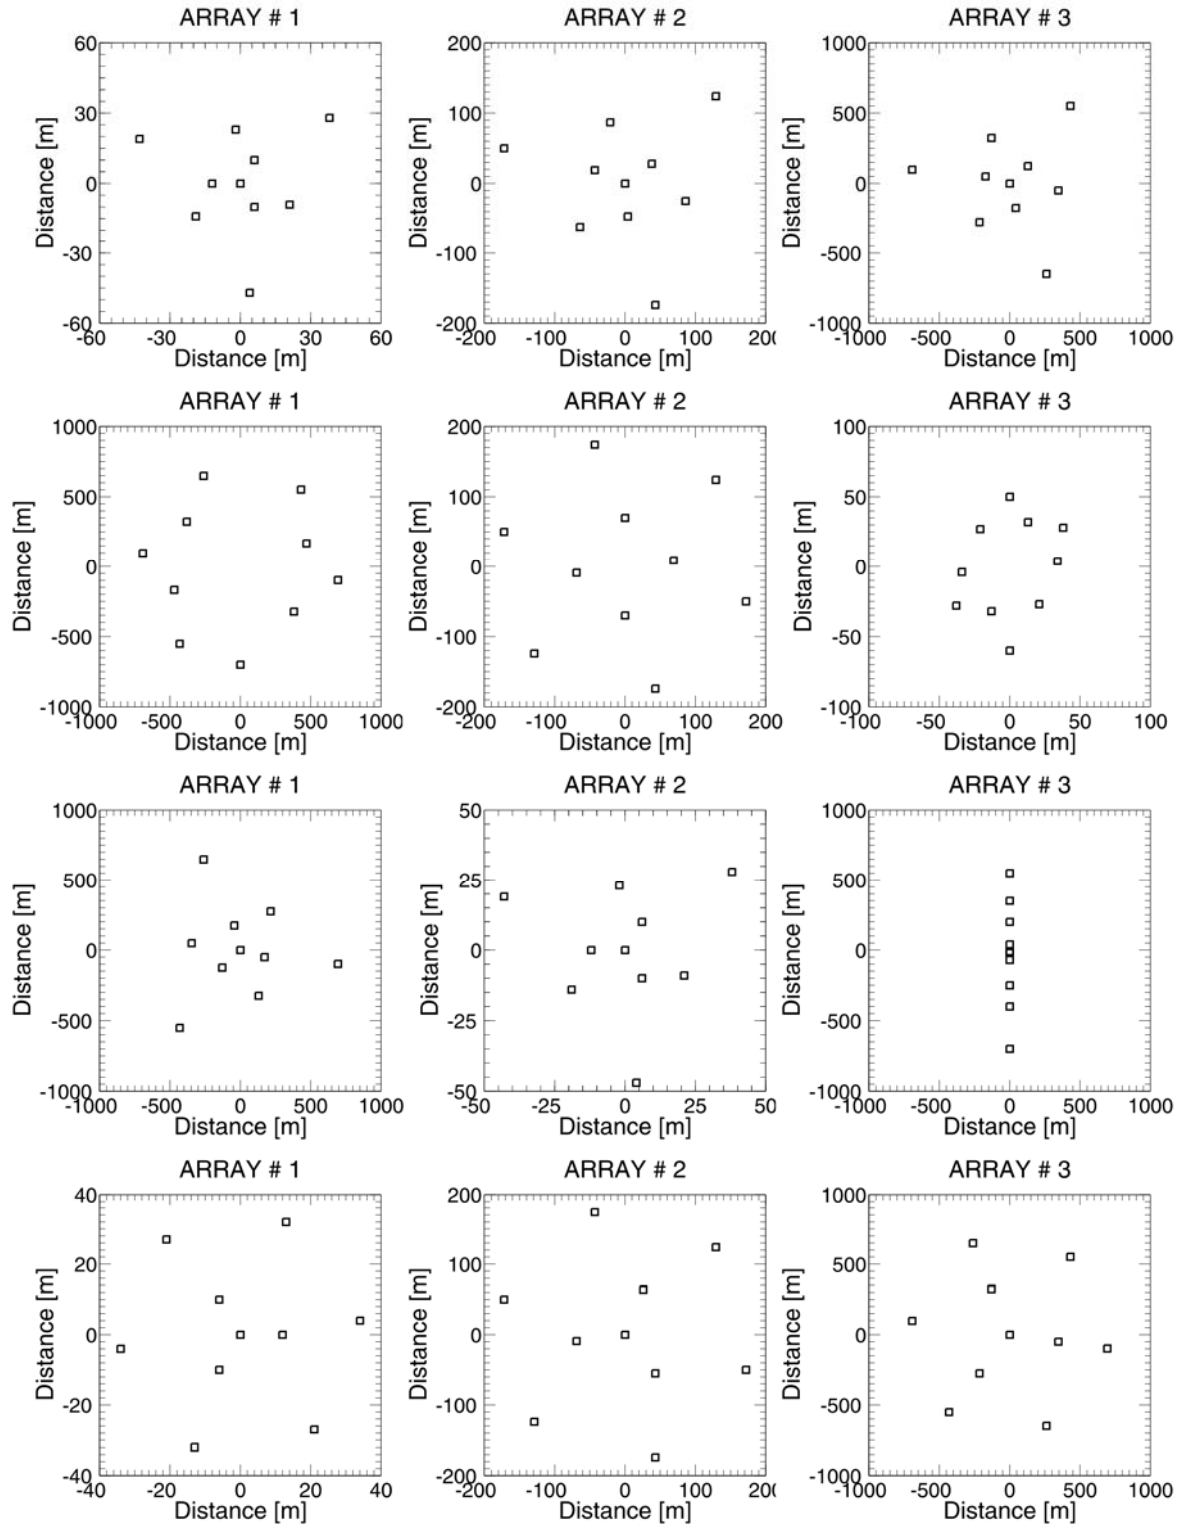 ARRAY # 1 ARRAY # 2 ARRAY # 3
60 200 1000
30 100 500
0 0 0
-30 -100 -500
-60 -200 -1000
Distance [m] Distance [m] Distance [m]
-60 -30 0 30 60 -200 -100 0 100 200 -1000 -500 0 500 1000
Distance [m] Distance [m] Distance [m]
ARRAY # 1 ARRAY # 2 ARRAY # 3
1000 200 100
500 100 50
0 0 0
-500 -100 -50
-1000 -200 -100
Distance [m] Distance [m] Distance [m]
-1000 -500 0 500 1000 -200 -100 0 100 200 -50 0 50 100
Distance [m] Distance [m] Distance [m]
ARRAY # 1 ARRAY # 2 ARRAY # 3
1000 50 1000
500 25 500
0 0 0
-500 -25 -500
-1000 -50 -1000
Distance [m] Distance [m] Distance [m]
-1000 -500 0 500 1000 -50 -25 0 25 50 -1000 -500 0 500 1000
Distance [m] Distance [m] Distance [m]
ARRAY # 1 ARRAY # 2 ARRAY # 3
40 200 1000
20 100 500
0 0 0
-20 -100 -500
-40 -200 -1000
Distance [m] Distance [m] Distance [m]
-40 -20 0 20 40 -200 -100 0 100 200 -1000 -500 0 500 1000
Distance [m] Distance [m] Distance [m]